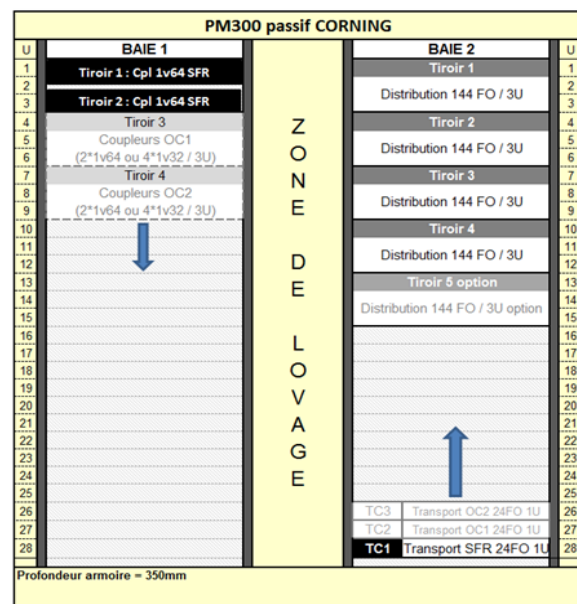 PM300 passif CORNING
U BAIE 1 BAIE 2 U
1 Tiroir 1 : Cpl 1v64 SFR Tiroir 1 1
2 Distribution 144 FO / 3U 2
3 Tiroir 2 : Cpl 1v64 SFR 3
4 Tiroir 3 Tiroir 2 4
5 Coupleurs OC1 Distribution 144 FO / 3U 5
6 (2*1v64 ou 4*1v32 / 3U) 6
7 Tiroir 4 Tiroir 3 7
8 Coupleurs OC2 Distribution 144 FO / 3U 8
9 (2*1v64 ou 4*1v32 / 3U) 9
10 Tiroir 4 10
11 Distribution 144 FO / 3U 11
12 12
13 Tiroir 5 option 13
14 Distribution 144 FO / 3U option 14
15 15
16 16
17 17
18 18
19 19
20 20
21 21
22 22
23 23
24 24
25 25
26 TC3 Transport OC2 24FO 1U 26
27 TC2 Transport OC1 24FO 1U 27
28 TC1 Transport SFR 24FO 1U 28
ZONE
DE
LOVAGE
Profondeur armoire = 350mm